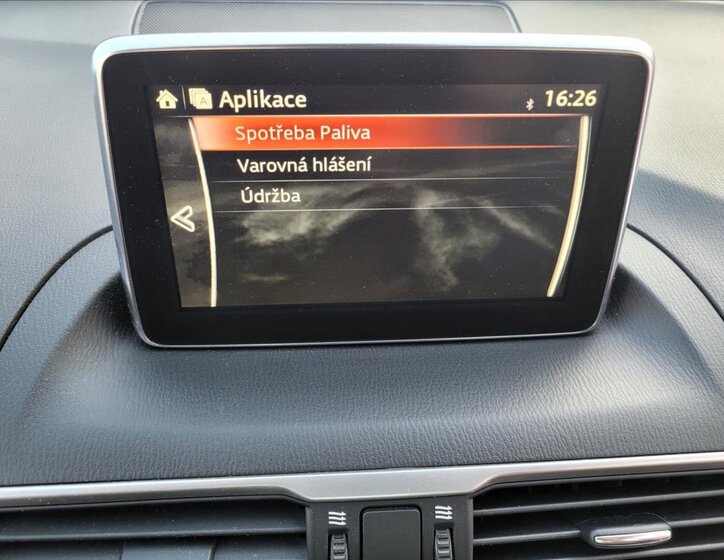 A Aplikace 16:26
Spotřeba Paliva
Varovná hlášení
Údržba